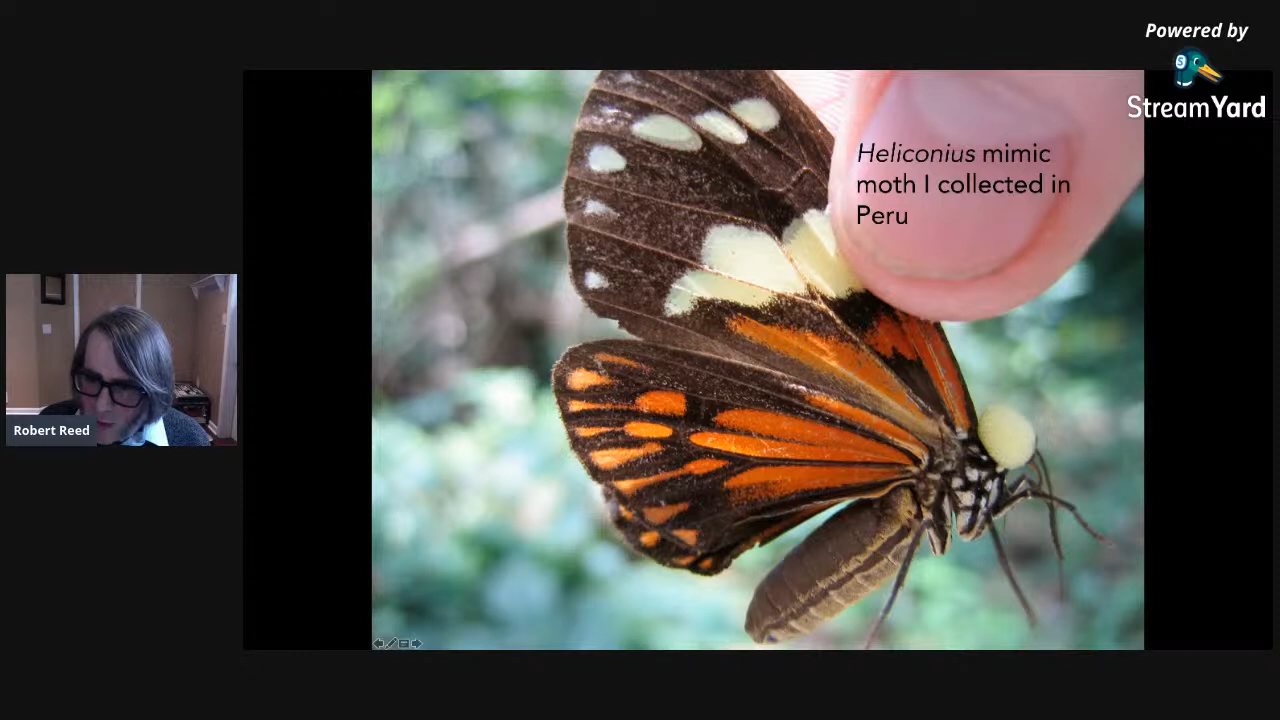 Powered by
StreamYard
Heliconius mimic
moth I collected in
Peru
Robert Reed